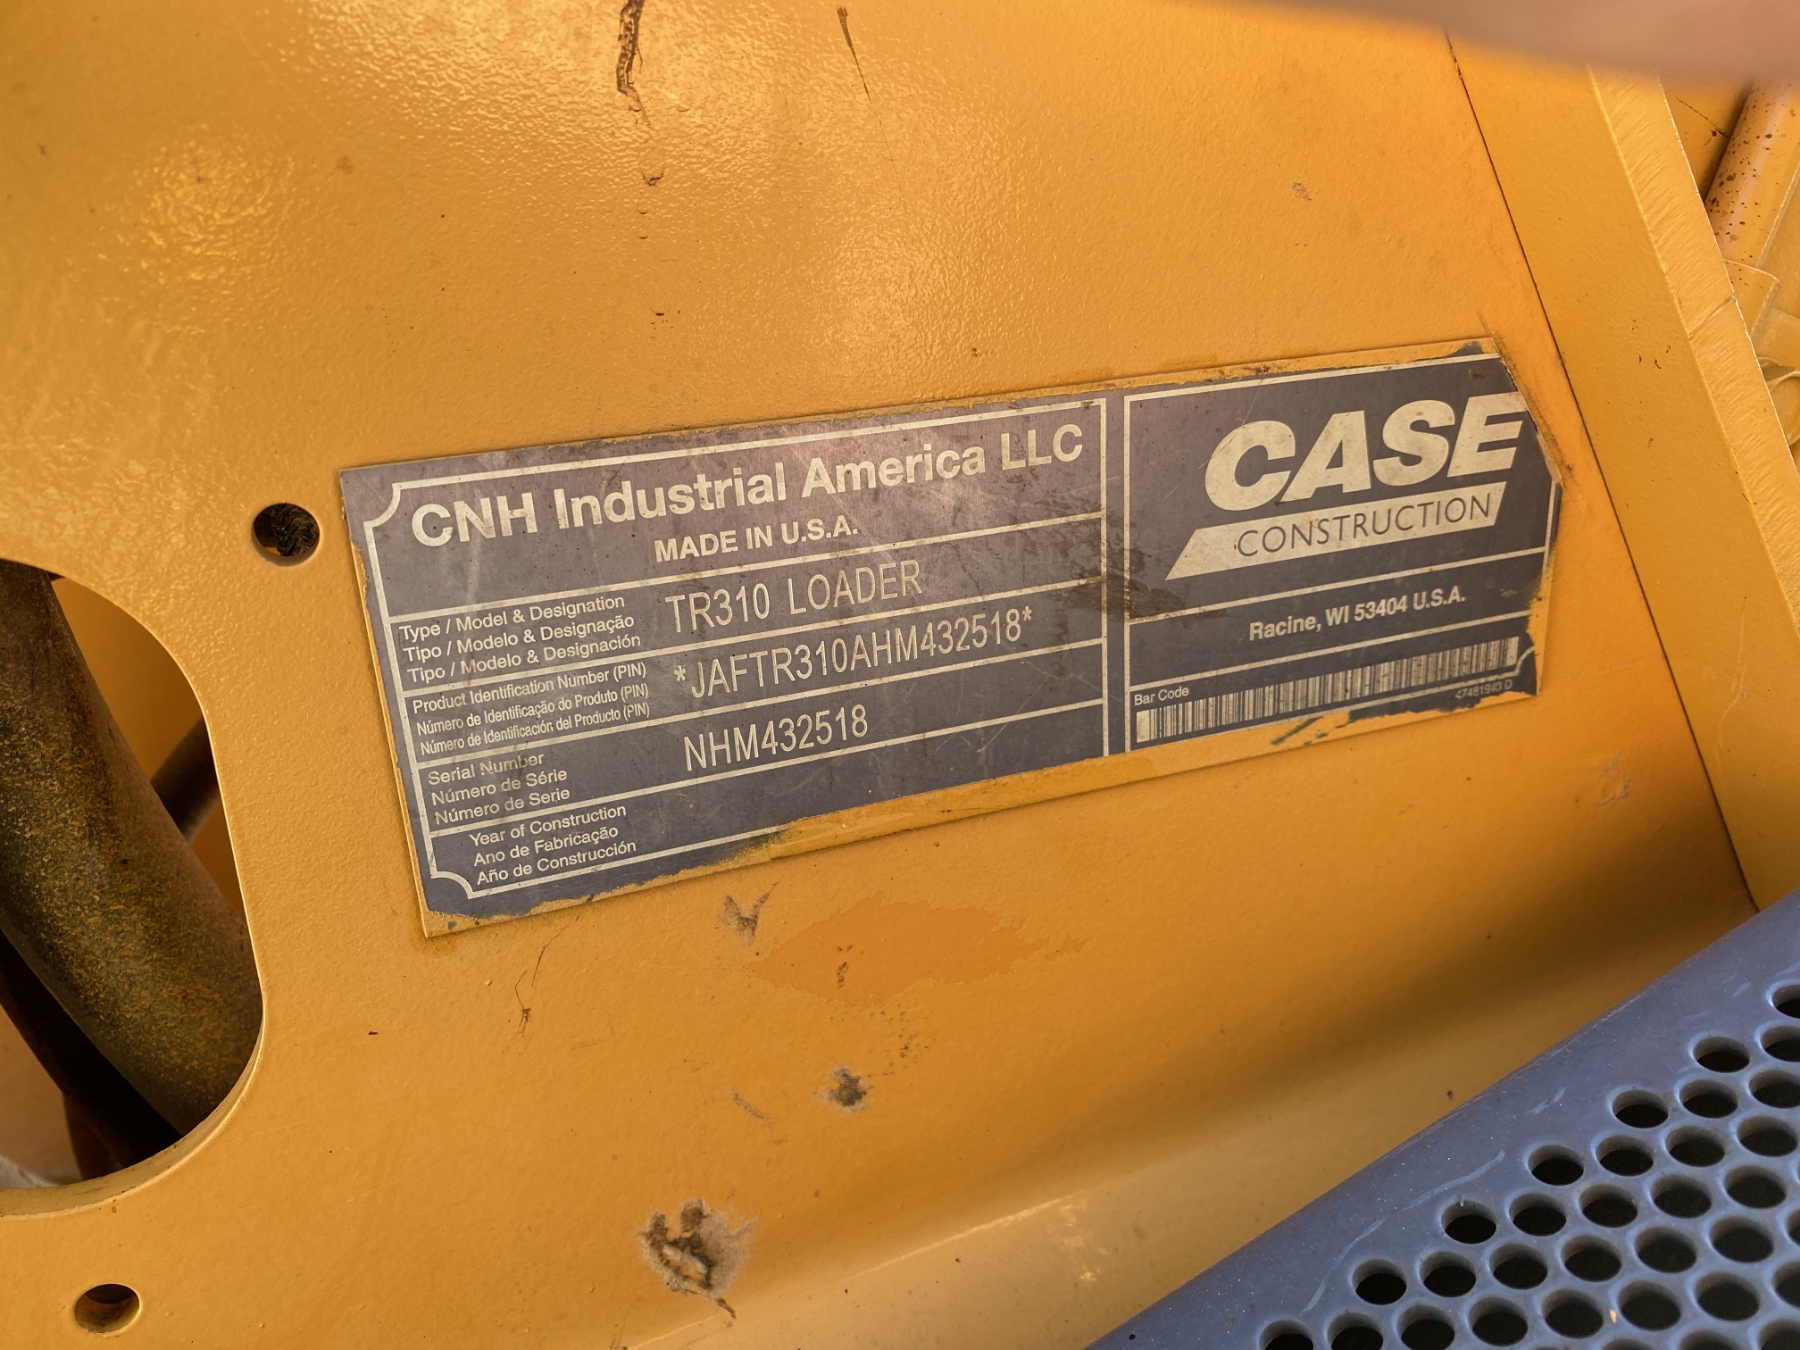 CNH Industrial America LLC
MADE IN U.S.A.
Type / Model & Designation
Tipo / Modelo & Designação
Tipo / Modelo & Designación
TR310 LOADER
Product Identification Number (PIN)
Número de Identificação do Produto (PIN)
Número de Identificación del Producto (PIN)
*JAFTR310AHM432518*
Serial Number
Número de Série
Número de Serie
NHM432518
Year of Construction
Ano de Fabricação
Año de Construcción
CASE
CONSTRUCTION
Racine, WI 53404 U.S.A.
Bar Code
47481943 D